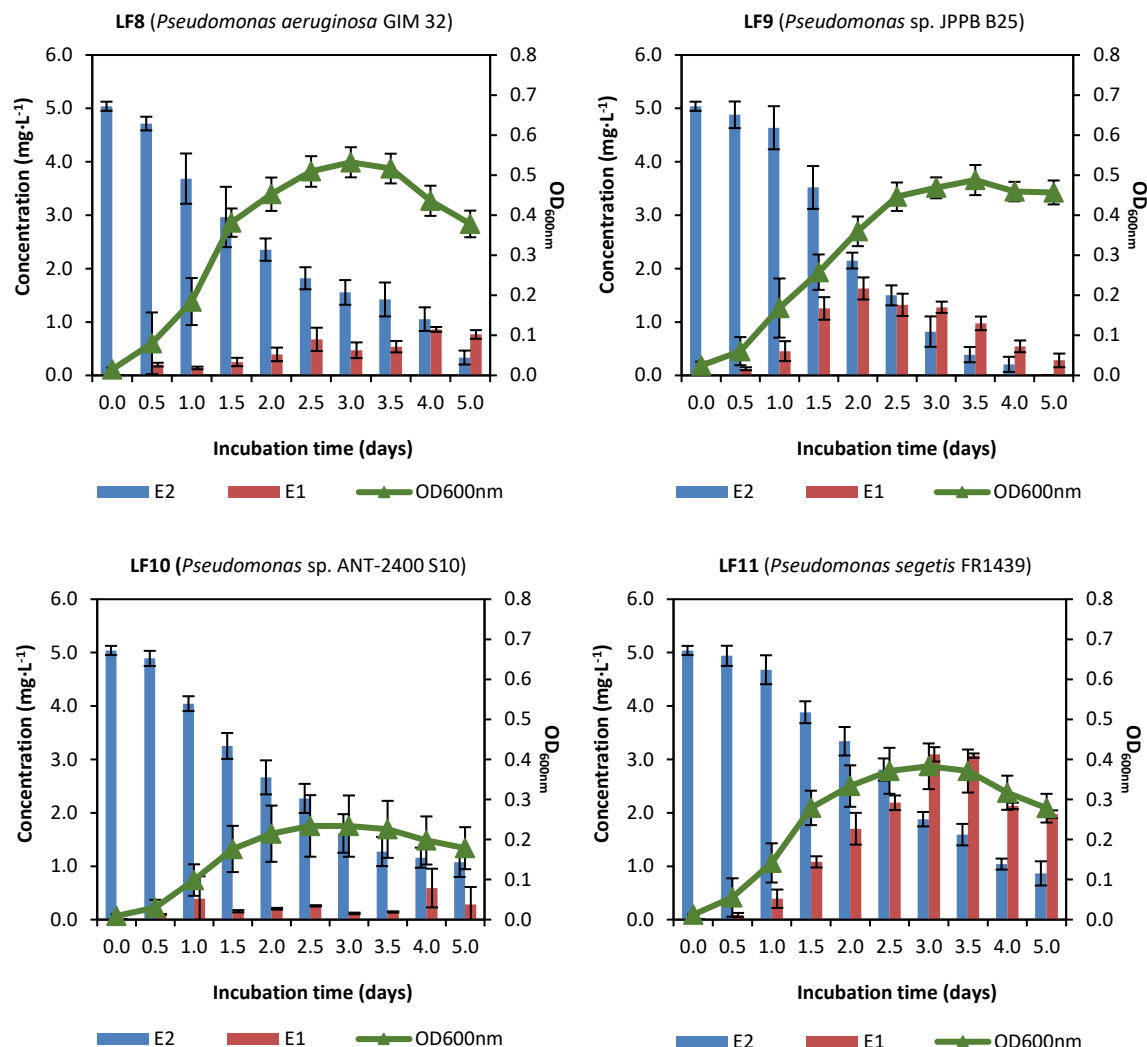 LF8 (Pseudomonas aeruginosa GIM 32)
Concentration (mg·L⁻¹)
6.0
5.0
4.0
3.0
2.0
1.0
0.0
0.8
0.7
0.6
0.5
0.4
0.3
0.2
0.1
0.0
OD600nm
0.0 0.5 1.0 1.5 2.0 2.5 3.0 3.5 4.0 5.0
Incubation time (days)
E2 E1 OD600nm
LF9 (Pseudomonas sp. JPPB B25)
Concentration (mg·L⁻¹)
6.0
5.0
4.0
3.0
2.0
1.0
0.0
0.8
0.7
0.6
0.5
0.4
0.3
0.2
0.1
0.0
OD600nm
0.0 0.5 1.0 1.5 2.0 2.5 3.0 3.5 4.0 5.0
Incubation time (days)
E2 E1 OD600nm
LF10 (Pseudomonas sp. ANT-2400 S10)
Concentration (mg·L⁻¹)
6.0
5.0
4.0
3.0
2.0
1.0
0.0
0.8
0.7
0.6
0.5
0.4
0.3
0.2
0.1
0.0
OD600nm
0.0 0.5 1.0 1.5 2.0 2.5 3.0 3.5 4.0 5.0
Incubation time (days)
E2 E1 OD600nm
LF11 (Pseudomonas segetis FR1439)
Concentration (mg·L⁻¹)
6.0
5.0
4.0
3.0
2.0
1.0
0.0
0.8
0.7
0.6
0.5
0.4
0.3
0.2
0.1
0.0
OD600nm
0.0 0.5 1.0 1.5 2.0 2.5 3.0 3.5 4.0 5.0
Incubation time (days)
E2 E1 OD600nm